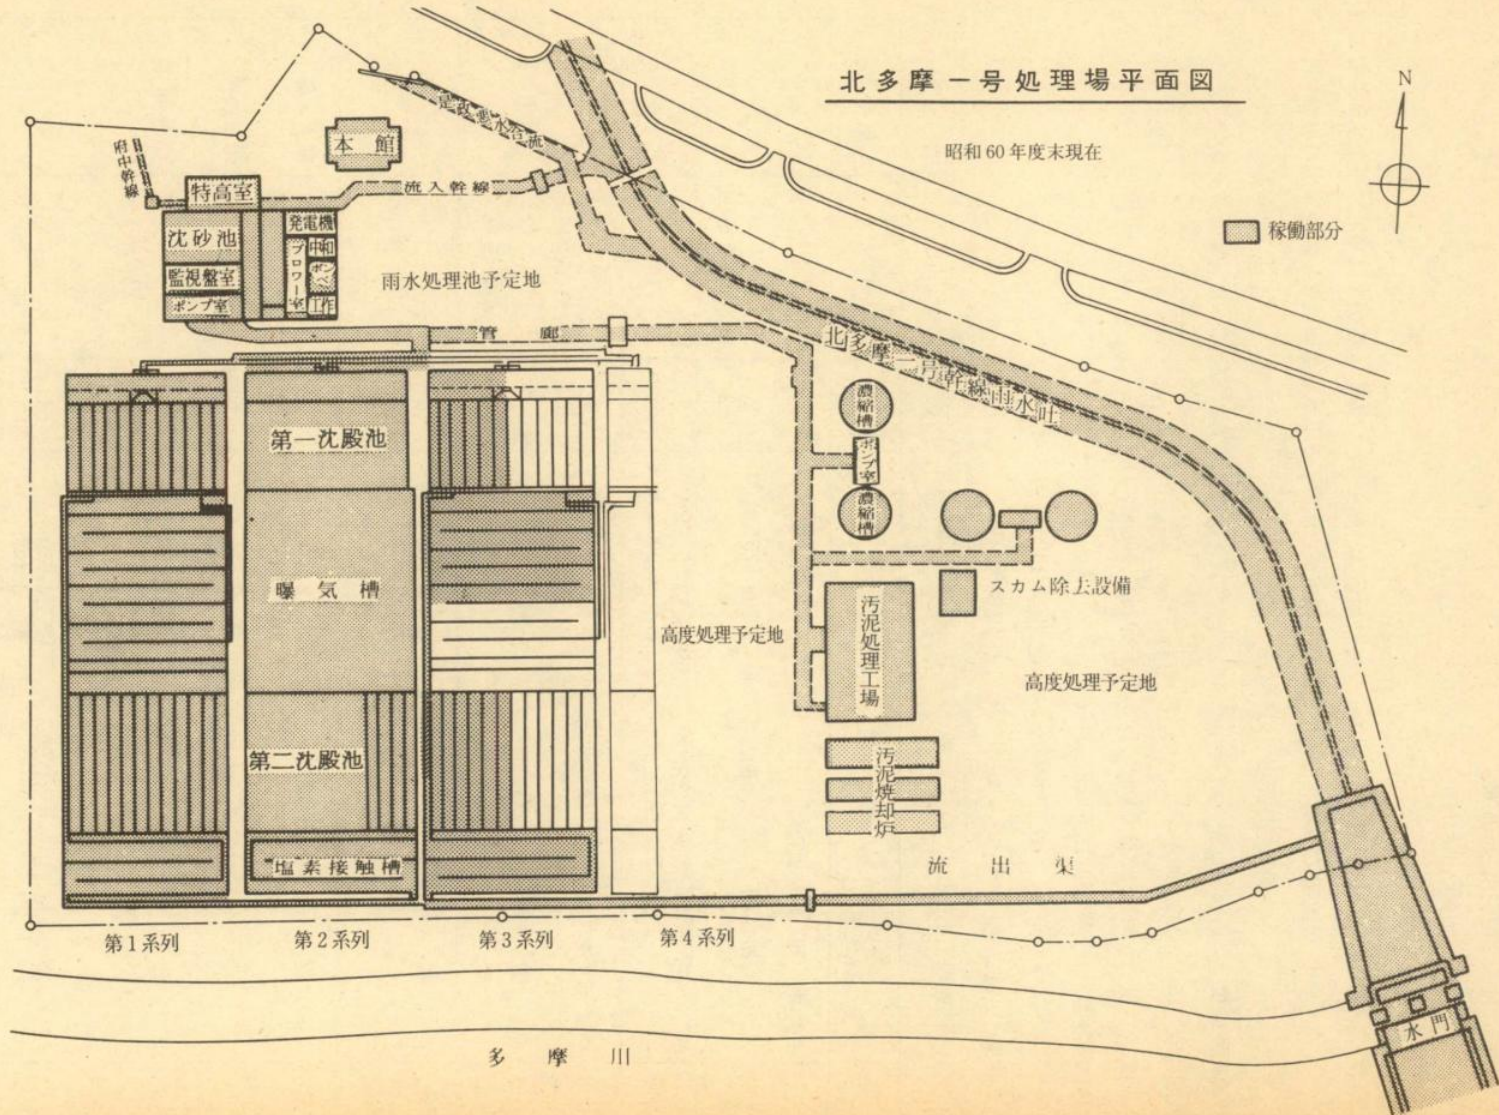 北多摩一号処理場平面図
昭和60年度末現在
N
稼働部分
是政悪水合流
本館
府中幹線
特高室
流入幹線
沈砂池
発電機
ブロワー室
中和
ボンベ
工作
監視盤室
ポンプ室
雨水処理池予定地
管廊
北多摩一号幹線雨水吐
第一沈殿池
濃縮槽
ポンプ室
濃縮槽
曝気槽
スカム除去設備
汚泥処理工場
高度処理予定地
高度処理予定地
第二沈殿池
汚泥焼却炉
塩素接触槽
流出渠
第1系列
第2系列
第3系列
第4系列
水門
多摩川